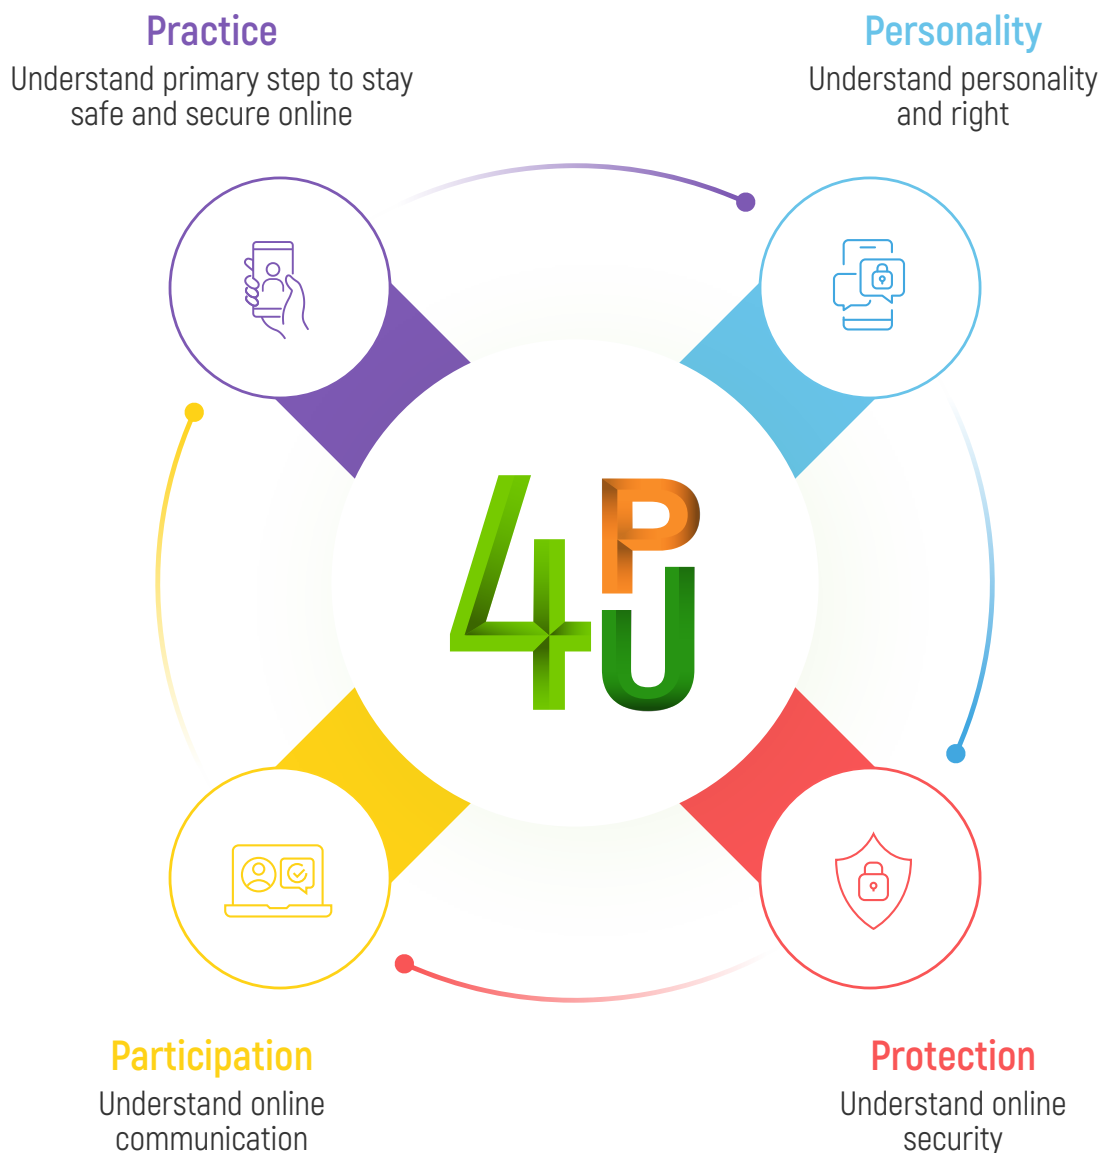 Practice
Understand primary step to stay
safe and secure online
Personality
Understand personality
and right
4PU
Participation
Understand online
communication
Protection
Understand online
security